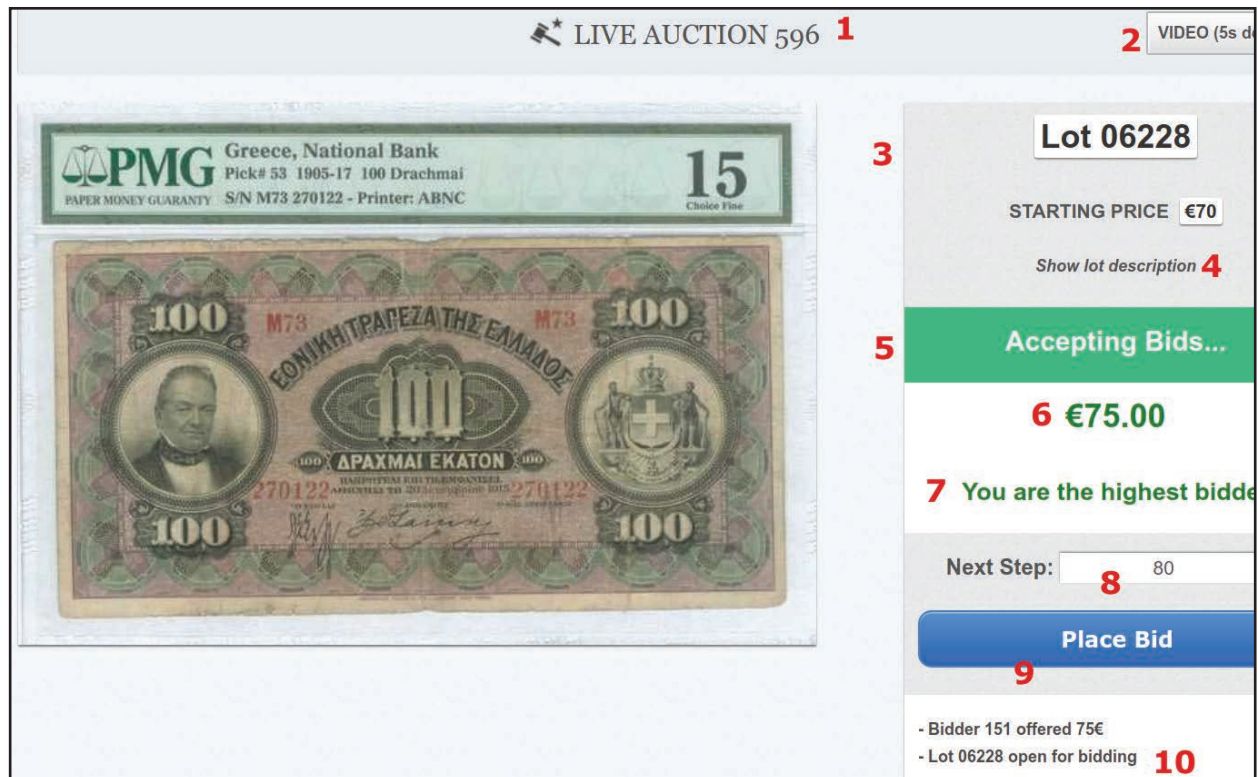 LIVE AUCTION 596 1
2 VIDEO (5s de
PMG
PAPER MONEY GUARANTY
Greece, National Bank
Pick# 53 1905-17 100 Drachmai
S/N M73 270122 - Printer: ABNC
15
Choice Fine
100 M73 M73 100
ΕΘΝΙΚΗ ΤΡΑΠΕΖΑ ΤΗΣ ΕΛΛΑΔΟΣ
100
100 ΔΡΑΧΜΑΙ ΕΚΑΤΟΝ 100
270122 270122
100 100
3 Lot 06228
STARTING PRICE €70
Show lot description 4
5 Accepting Bids...
6 €75.00
7 You are the highest bidde
Next Step: 80
8
Place Bid
9
- Bidder 151 offered 75€
- Lot 06228 open for bidding 10